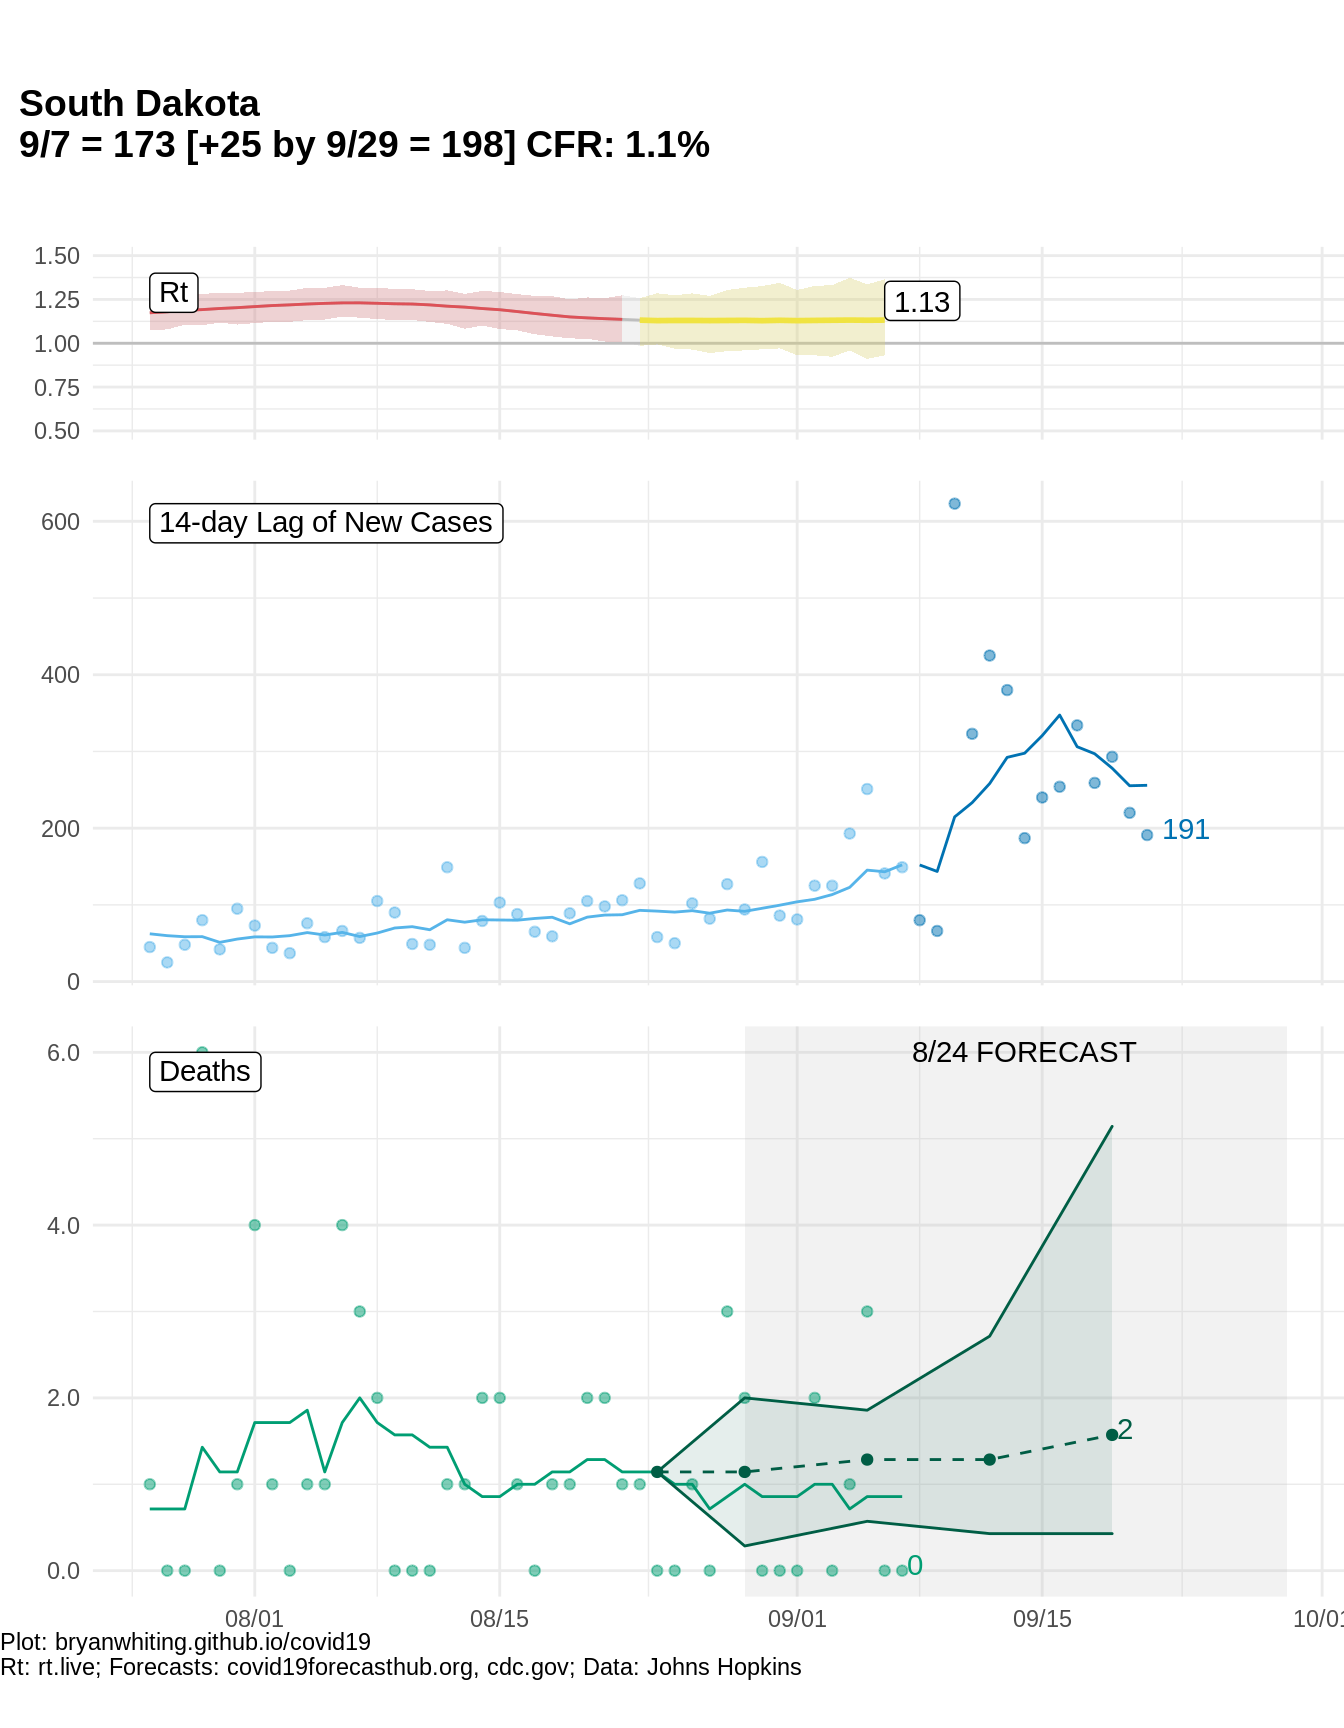 South Dakota
9/7 = 173 [+25 by 9/29 = 198] CFR: 1.1%
1.50
Rt
1.25
1.13
1.00
0.75
0.50
14-day Lag of New Cases
600
400
200
191
0
8/24 FORECAST
6.0
Deaths
4.0
2.0
2
0.0
0
08/01 08/15 09/01 09/15 10/01
Plot: bryanwhiting.github.io/covid19
Rt: rt.live; Forecasts: covid19forecasthub.org, cdc.gov; Data: Johns Hopkins